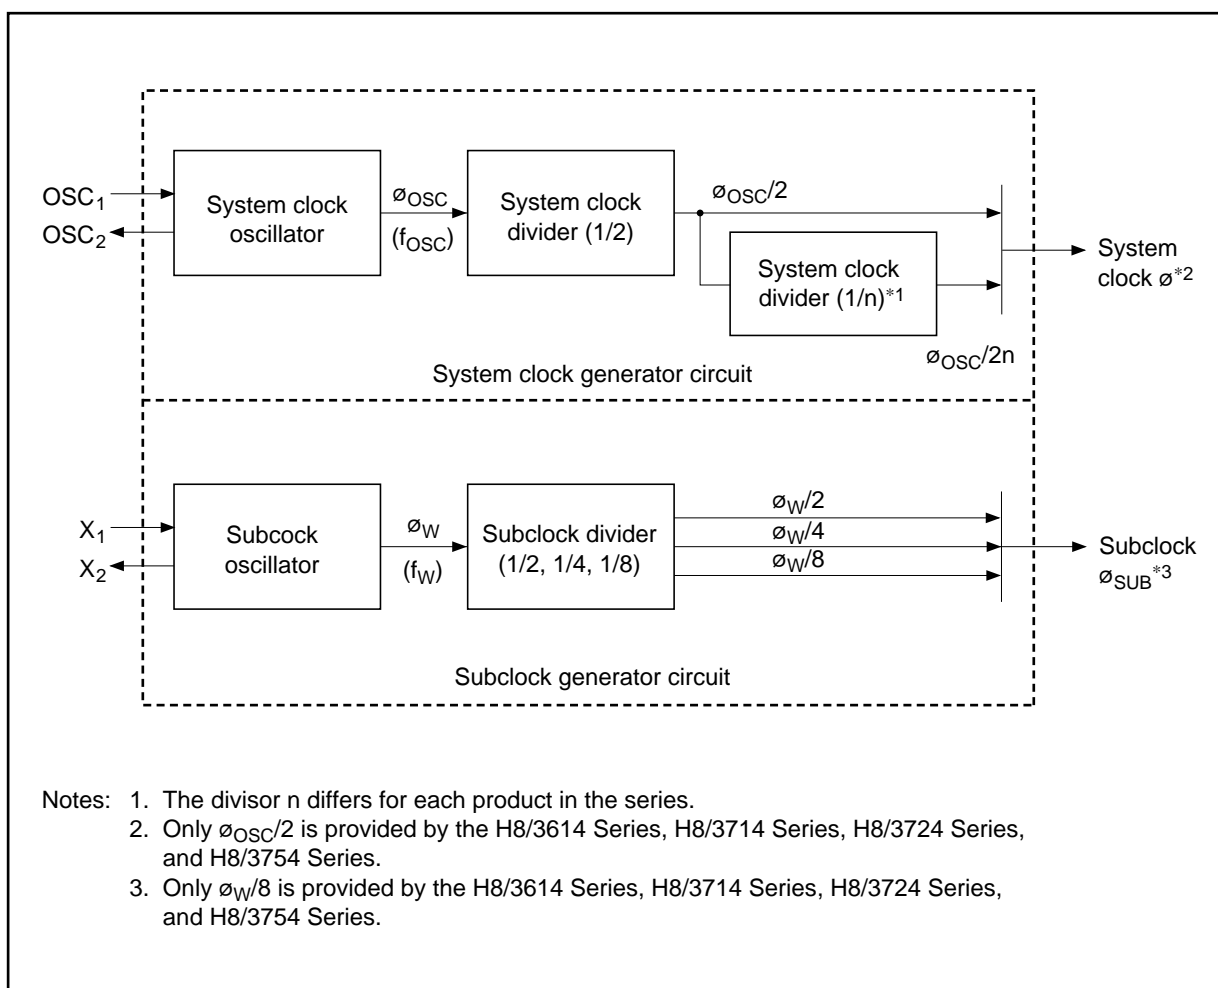 OSC1
OSC2
System clock
oscillator
øOSC
(fOSC)
System clock
divider (1/2)
øOSC/2
System clock
divider (1/n)*1
øOSC/2n
System
clock ø*2
System clock generator circuit
X1
X2
Subcock
oscillator
øW
(fW)
Subclock divider
(1/2, 1/4, 1/8)
øW/2
øW/4
øW/8
Subclock
øSUB*3
Subclock generator circuit
Notes: 1. The divisor n differs for each product in the series.
2. Only øOSC/2 is provided by the H8/3614 Series, H8/3714 Series, H8/3724 Series,
and H8/3754 Series.
3. Only øW/8 is provided by the H8/3614 Series, H8/3714 Series, H8/3724 Series,
and H8/3754 Series.